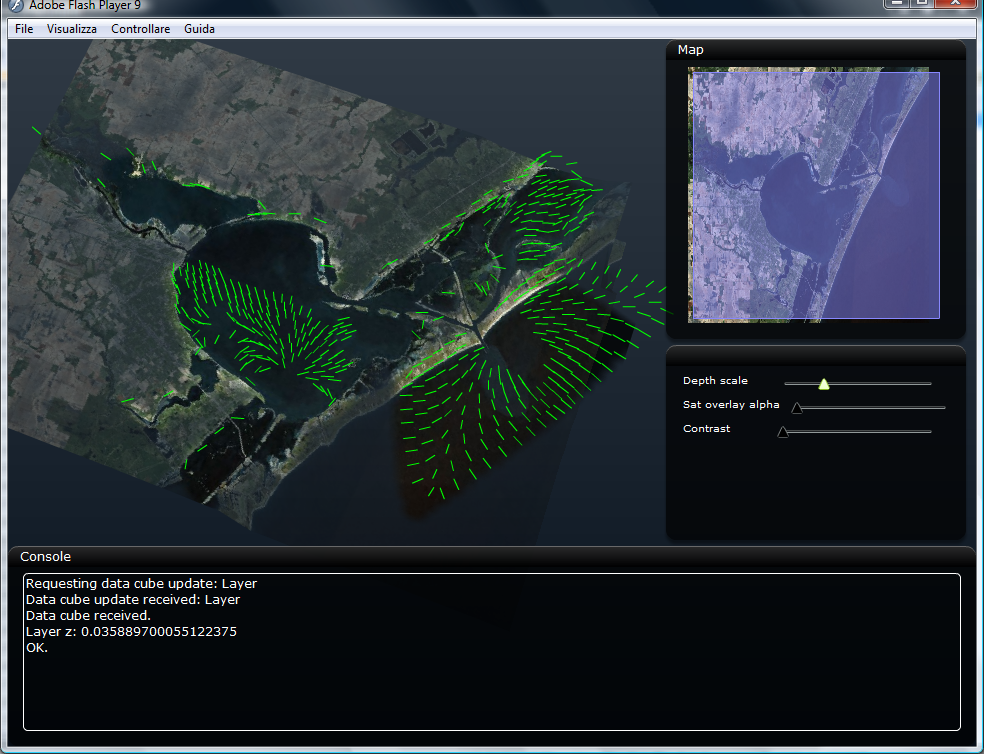 Adobe Flash Player 9
File Visualizza Controllare Guida
Map
Depth scale
Sat overlay alpha
Contrast
Console
Requesting data cube update: Layer
Data cube update received: Layer
Data cube received.
Layer z: 0.035889700055122375
OK.